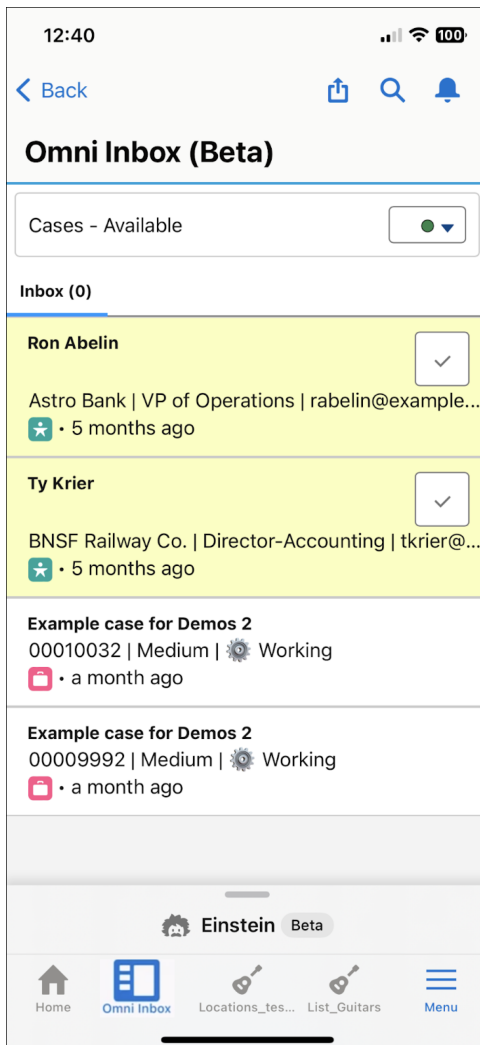 12:40
100
Back
Omni Inbox (Beta)
Cases - Available
Inbox (0)
Ron Abelin
Astro Bank | VP of Operations | rabelin@example...
• 5 months ago
Ty Krier
BNSF Railway Co. | Director-Accounting | tkrier@...
• 5 months ago
Example case for Demos 2
00010032 | Medium | ⚙️ Working
• a month ago
Example case for Demos 2
00009992 | Medium | ⚙️ Working
• a month ago
Einstein Beta
Home Omni Inbox Locations_tes... List_Guitars Menu